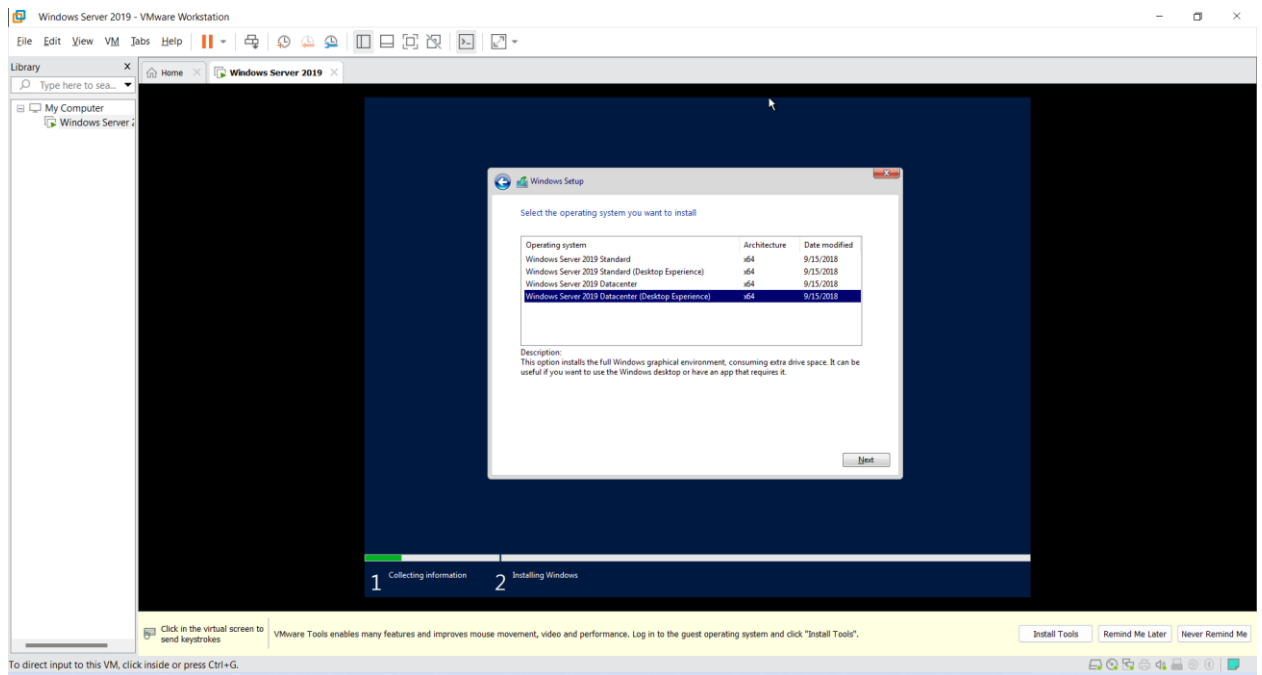 Windows Server 2019 - VMware Workstation
File Edit View VM Tabs Help
Library X
Type here to sea...
My Computer
Windows Server 2
Home
Windows Server 2019
Windows Setup
Select the operating system you want to install
Operating system Architecture Date modified
Windows Server 2019 Standard x64 9/15/2018
Windows Server 2019 Standard (Desktop Experience) x64 9/15/2018
Windows Server 2019 Datacenter x64 9/15/2018
Windows Server 2019 Datacenter (Desktop Experience) x64 9/15/2018
Description:
This option installs the full Windows graphical environment, consuming extra drive space. It can be
useful if you want to use the Windows desktop or have an app that requires it.
Next
1 Collecting information 2 Installing Windows
Click in the virtual screen to
send keystrokes
VMware Tools enables many features and improves mouse movement, video and performance. Log in to the guest operating system and click "Install Tools".
Install Tools Remind Me Later Never Remind Me
To direct input to this VM, click inside or press Ctrl+G.